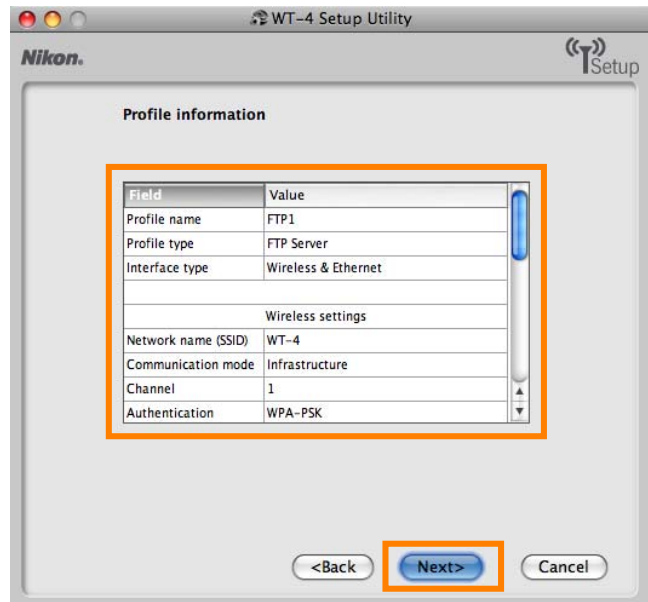 WT-4 Setup Utility
Nikon.
Setup
Profile information
Field Value
Profile name FTP1
Profile type FTP Server
Interface type Wireless & Ethernet
Wireless settings
Network name (SSID) WT-4
Communication mode Infrastructure
Channel 1
Authentication WPA-PSK
<Back Next> Cancel